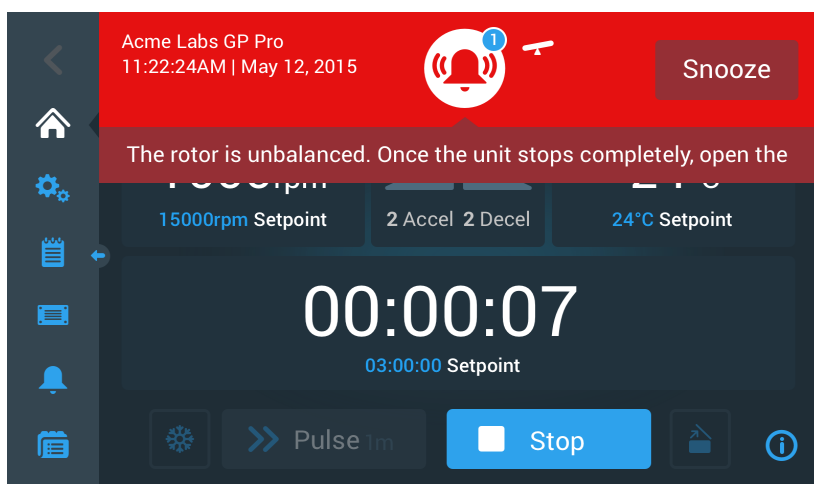 Acme Labs GP Pro
1
11:22:24AM | May 12, 2015
Snooze
The rotor is unbalanced. Once the unit stops completely, open the
15000rpm Setpoint
2 Accel 2 Decel
24°C Setpoint
00:00:07
03:00:00 Setpoint
Pulse 1m
Stop